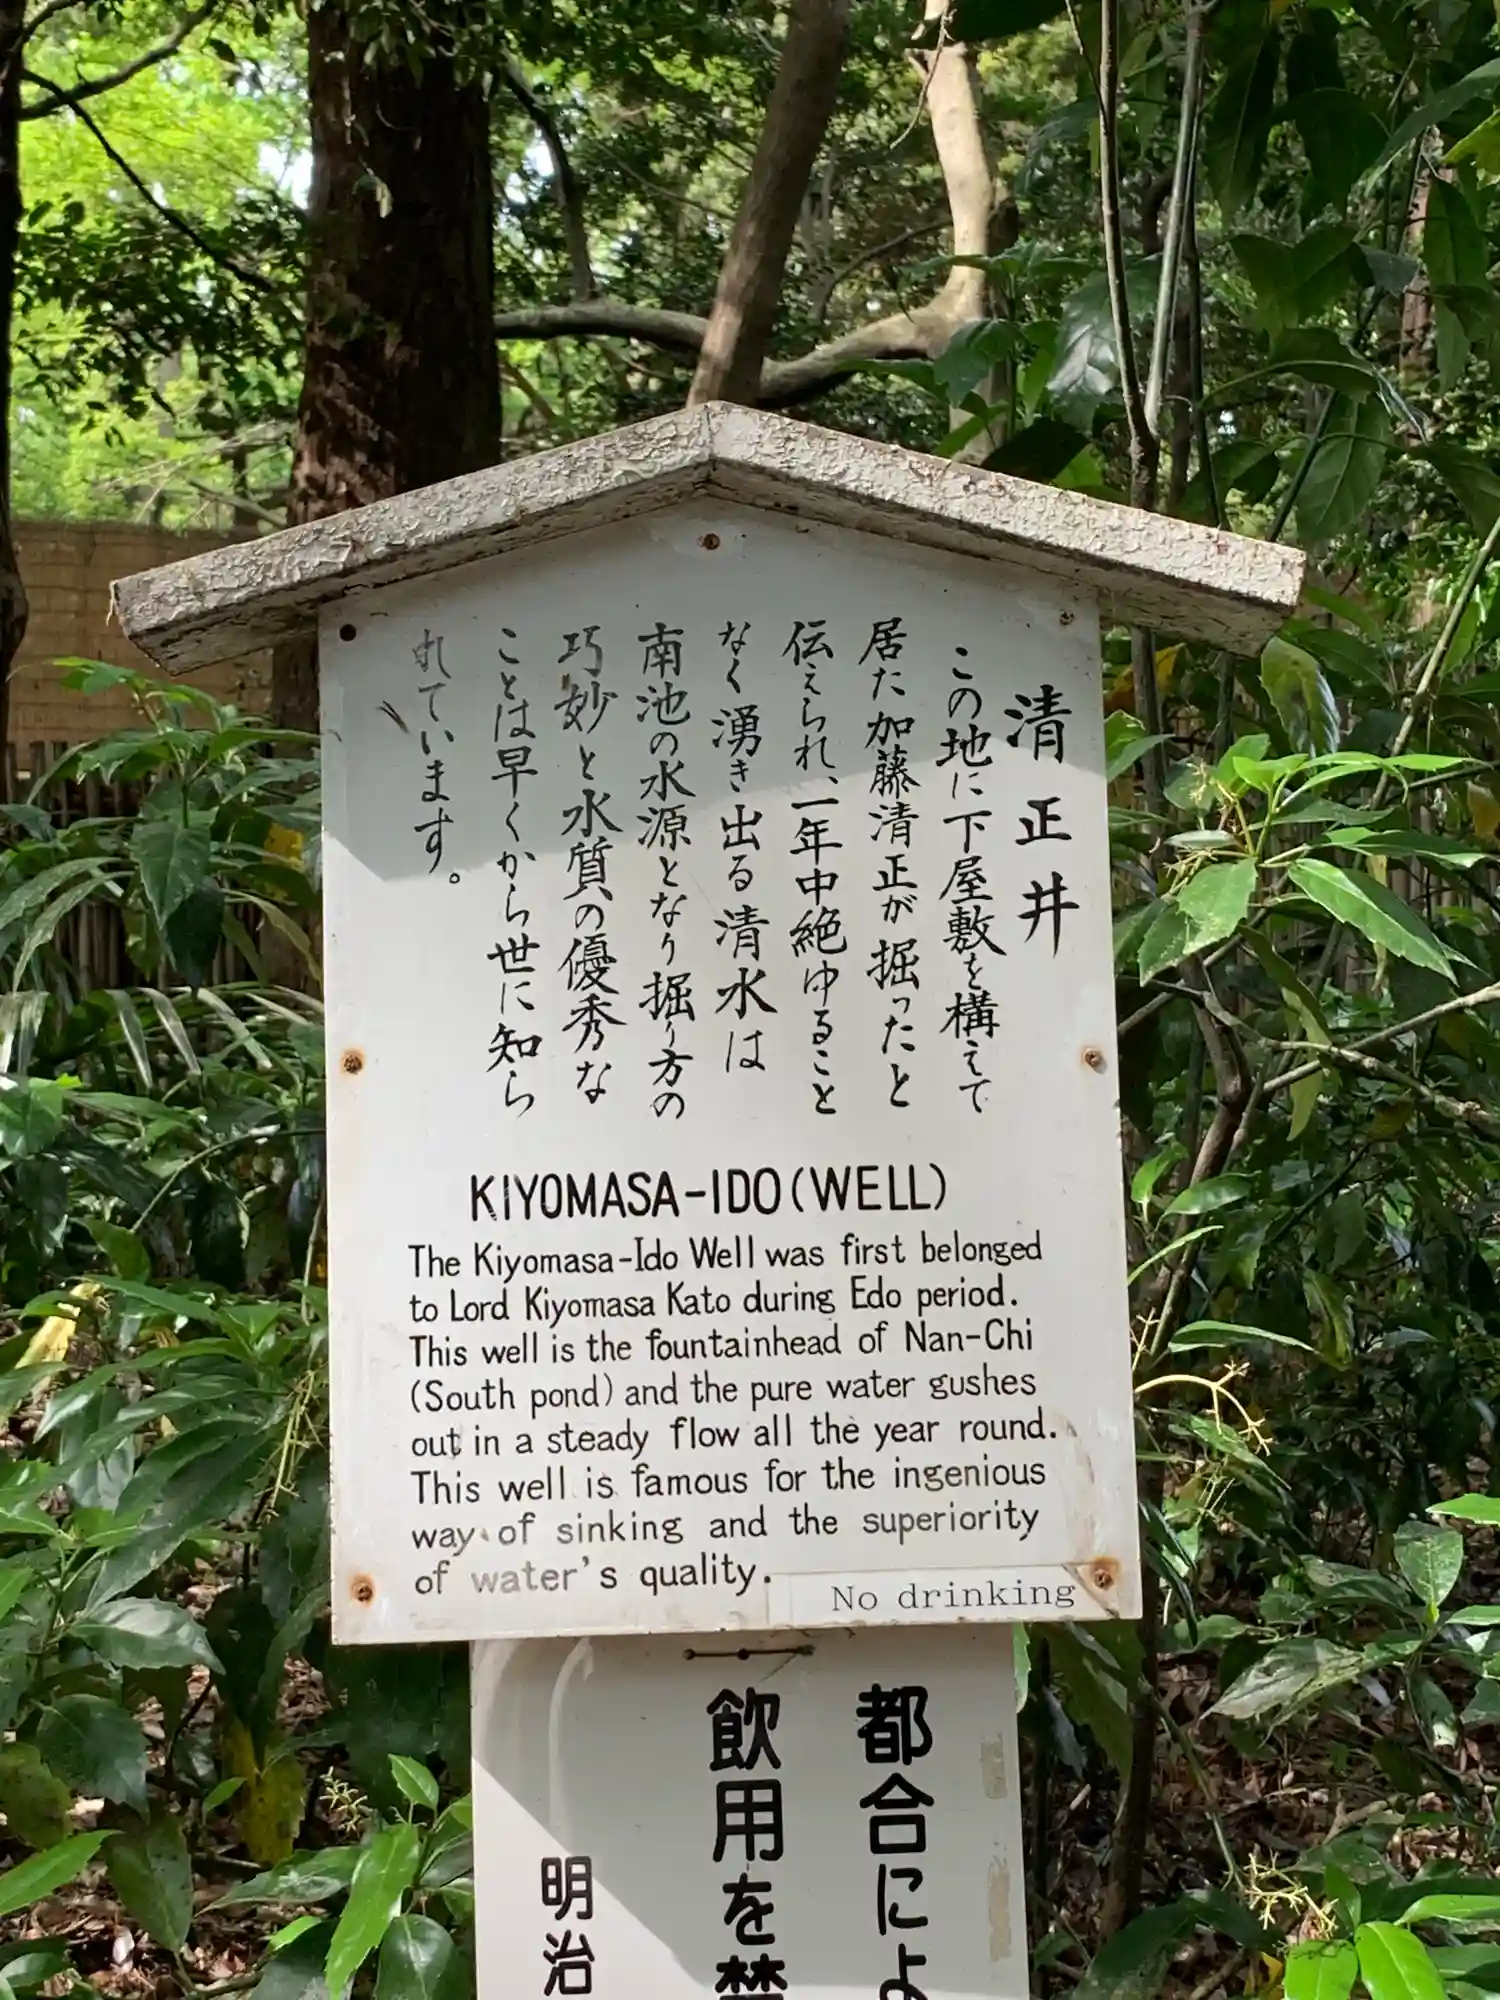 清正井
この地に下屋敷を構えて
居た加藤清正が掘ったと
伝えられ、一年中絶ゆること
なく湧き出る清水は
南池の水源となり掘り方の
巧妙と水質の優秀な
ことは早くから世に知ら
れています。
KIYOMASA-IDO(WELL)
The Kiyomasa-Ido Well was first belonged
to Lord Kiyomasa Kato during Edo period.
This well is the fountainhead of Nan-Chi
(South pond) and the pure water gushes
out in a steady flow all the year round.
This well is famous for the ingenious
way of sinking and the superiority
of water's quality.
No drinking
都合によ
飲用を禁
明治